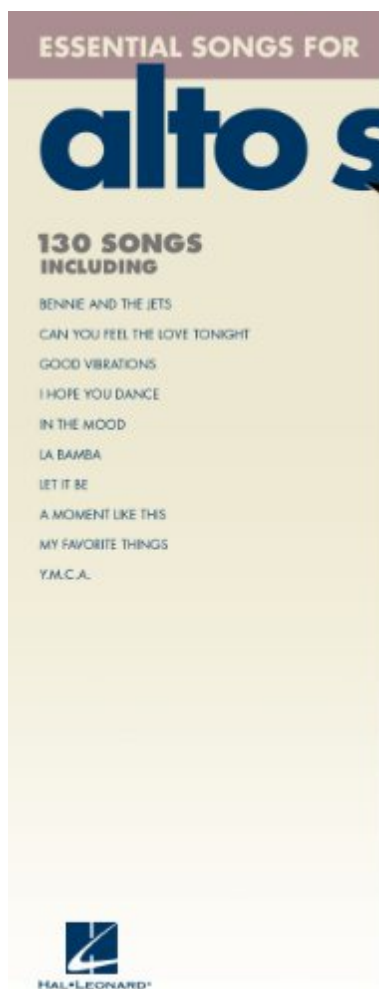 ESSENTIAL SONGS FOR
alto s
130 SONGS
INCLUDING
BENNIE AND THE JETS
CAN YOU FEEL THE LOVE TONIGHT
GOOD VIBRATIONS
I HOPE YOU DANCE
IN THE MOOD
LA BAMBA
LET IT BE
A MOMENT LIKE THIS
MY FAVORITE THINGS
Y.M.C.A.
HAL•LEONARD®